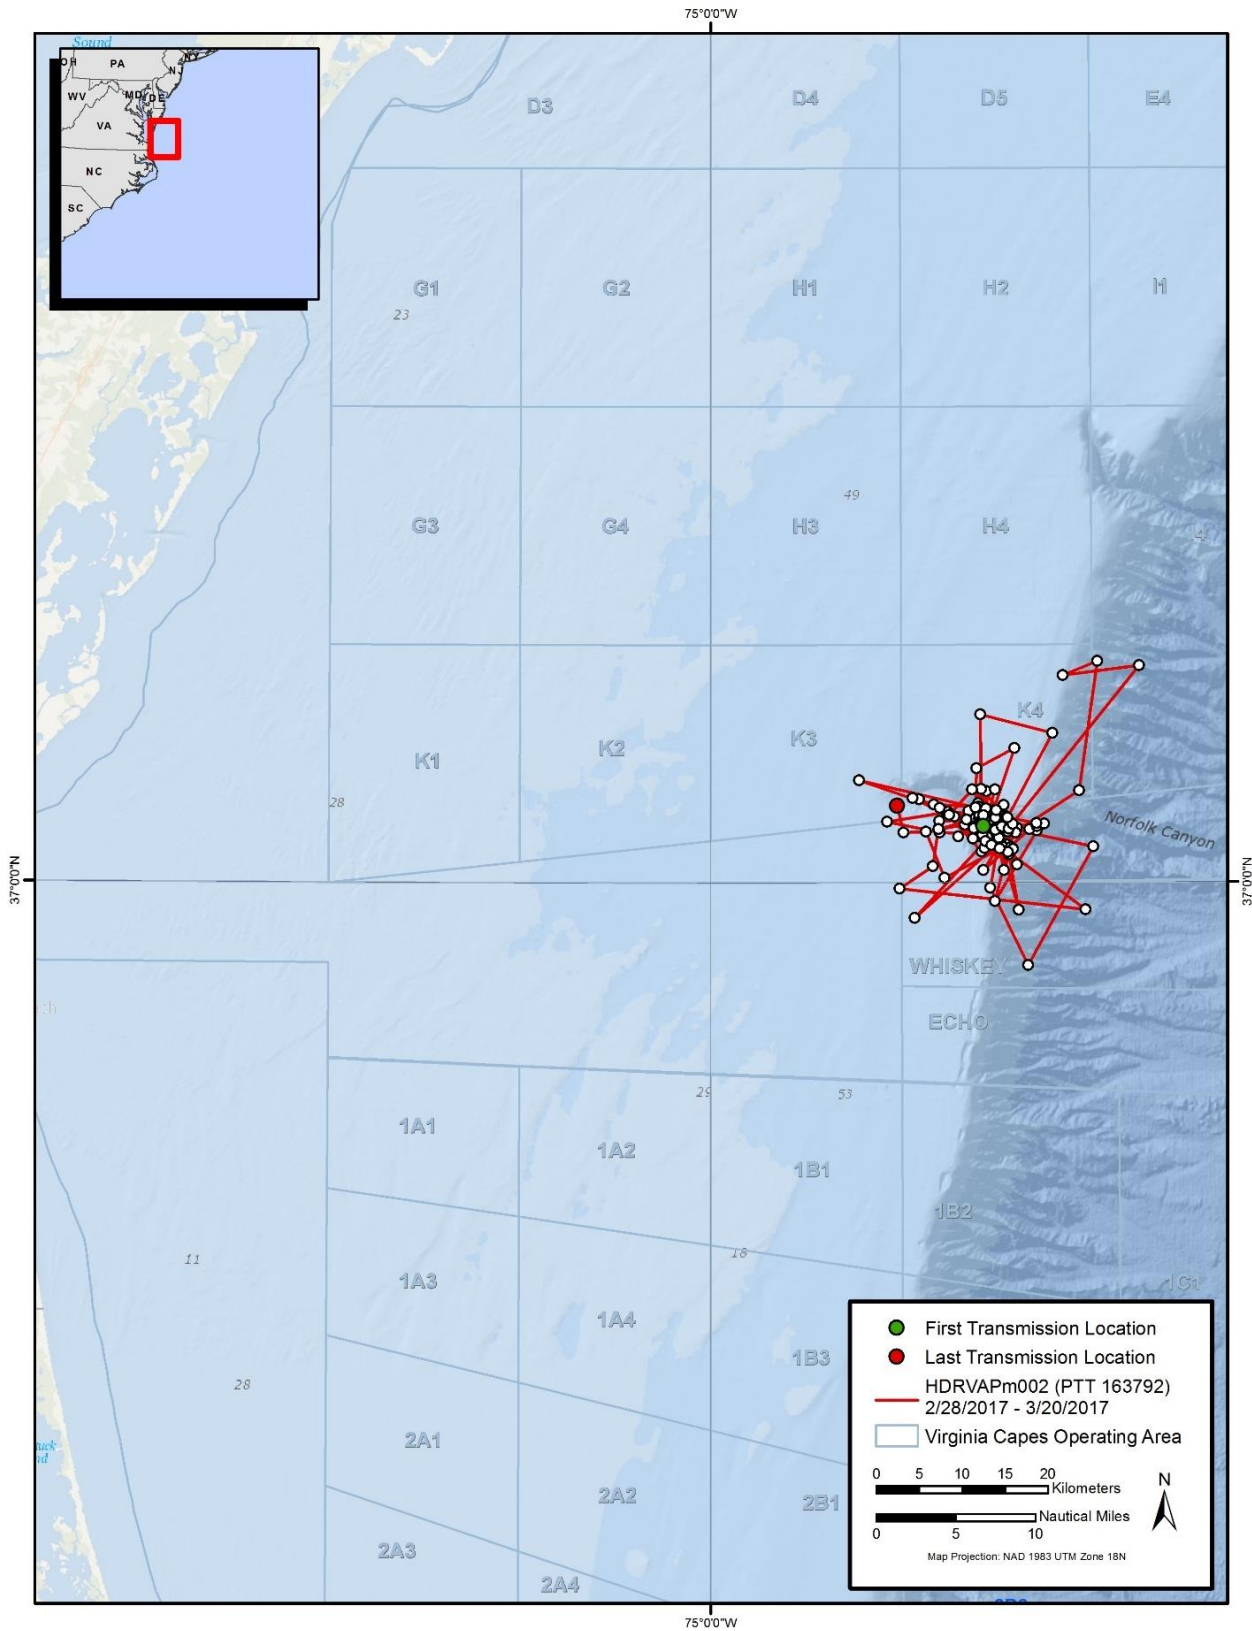 75°0'0"W
Sound
OH
PA
NY
NJ
WV
MD
DE
VA
NC
SC
D3
D4
D5
E4
G1
G2
H1
H2
I1
23
49
G3
G4
H3
H4
4
K4
K1
K2
K3
28
Norfolk Canyon
37°0'0"N
37°0'0"N
WHISKEY
ECHO
29
53
1A1
1A2
1B1
1B2
11
18
1A3
1A4
1B3
1C1
28
2A1
2A2
2B1
2A3
2A4
First Transmission Location
Last Transmission Location
HDRVAPm002 (PTT 163792)
2/28/2017 - 3/20/2017
Virginia Capes Operating Area
0 5 10 15 20
Kilometers
N
Nautical Miles
0 5 10
Map Projection: NAD 1983 UTM Zone 18N
75°0'0"W